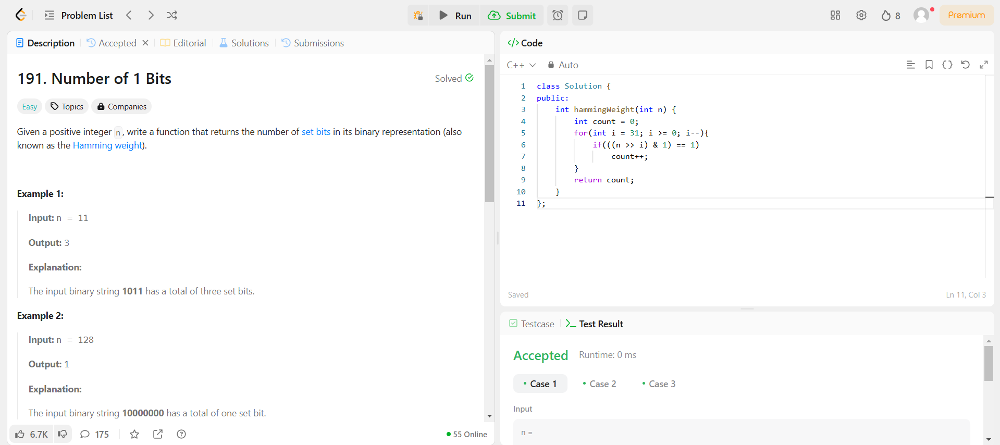 Problem List
Run
Submit
8
Premium
Description
Accepted
Editorial
Solutions
Submissions
191. Number of 1 Bits
Solved
Easy
Topics
Companies
Given a positive integer n, write a function that returns the number of set bits in its binary representation (also
known as the Hamming weight).
Example 1:
Input: n = 11
Output: 3
Explanation:
The input binary string 1011 has a total of three set bits.
Example 2:
Input: n = 128
Output: 1
Explanation:
The input binary string 10000000 has a total of one set bit.
6.7K
175
55 Online
</> Code
C++
Auto
1 class Solution {
2 public:
3     int hammingWeight(int n) {
4         int count = 0;
5         for(int i = 31; i >= 0; i--){
6             if(((n >> i) & 1) == 1)
7                 count++;
8         }
9         return count;
10     }
11 };
Saved
Ln 11, Col 3
Testcase
Test Result
Accepted
Runtime: 0 ms
Case 1
Case 2
Case 3
Input
n =